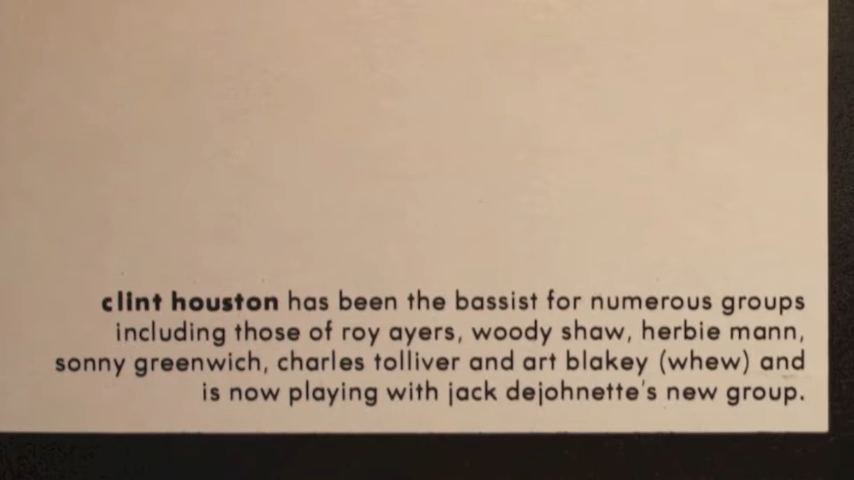 clint houston has been the bassist for numerous groups
including those of roy ayers, woody shaw, herbie mann,
sonny greenwich, charles tolliver and art blakey (whew) and
is now playing with jack dejohnette's new group.